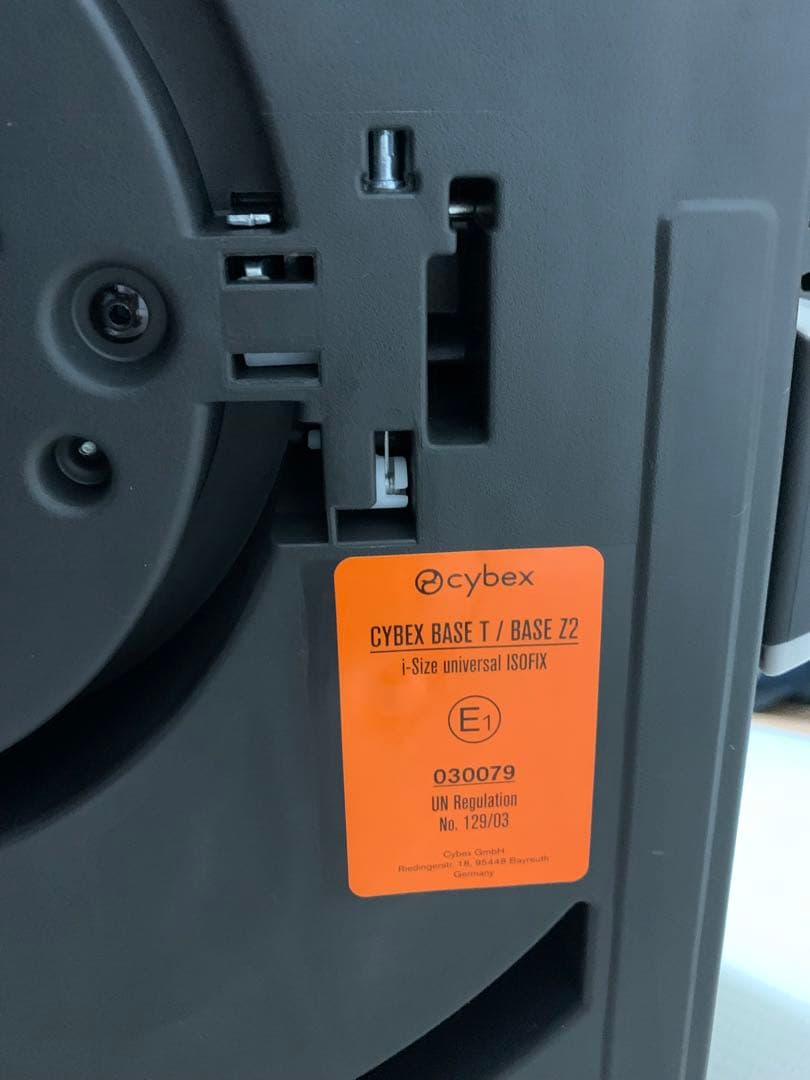 cybex
CYBEX BASE T / BASE Z2
i-Size universal ISOFIX
E1
030079
UN Regulation
No. 129/03
Cybex GmbH
Riedingerstr. 18, 95448 Bayreuth
Germany